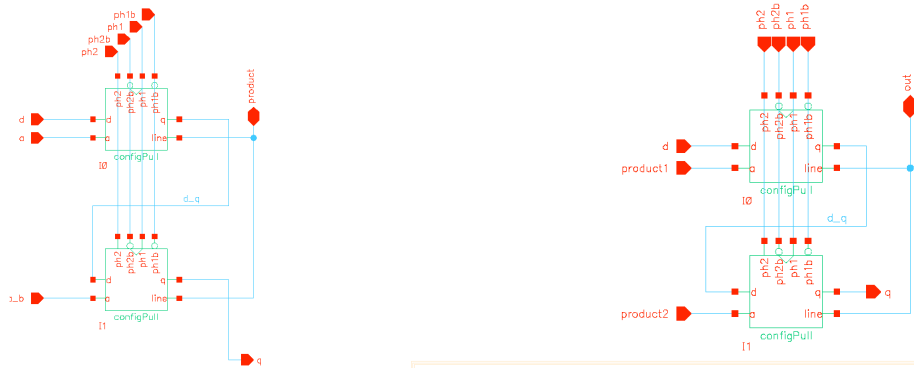 ph1b
ph1
ph2b
ph2
product
d
a
ph2
ph2b
ph1
ph1b
d
a
q
line
configPull
I0
d_q
ph2
ph2b
ph1
ph1b
d
a
q
line
configPull
I1
q
ph2
ph2b
ph1
ph1b
out
d
product1
ph2
ph2b
ph1
ph1b
d
a
q
line
configPull
I0
d_q
product2
ph2
ph2b
ph1
ph1b
d
a
q
line
q
configPull
I1